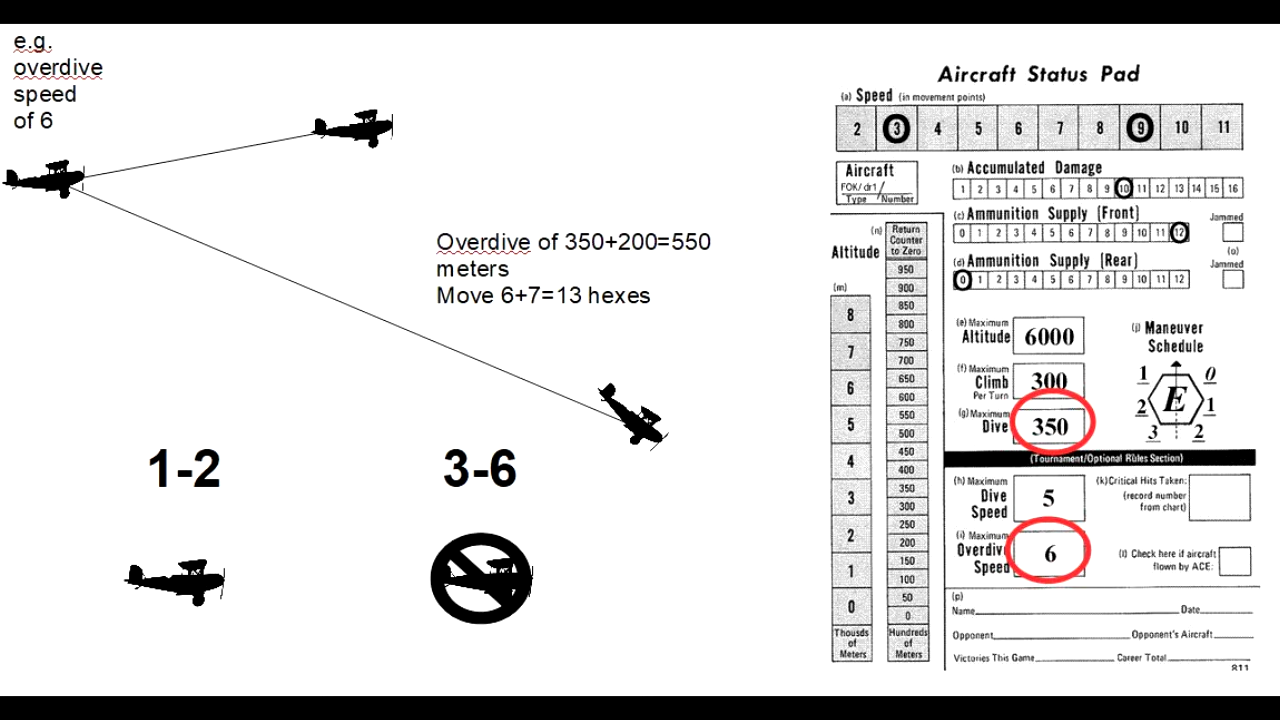 e.g.
overdive
speed
of 6
Overdive of 350+200=550
meters
Move 6+7=13 hexes
1-2
3-6
Aircraft Status Pad
(a) Speed (in movement points)
2 3 4 5 6 7 8 9 10 11
Aircraft
FOK/dr1/
Type Number
(b) Accumulated Damage
1 2 3 4 5 6 7 8 9 10 11 12 13 14 15 16
(c) Ammunition Supply (Front)
Jammed
0 1 2 3 4 5 6 7 8 9 10 11 12
(o)
(d) Ammunition Supply (Rear)
Jammed
0 1 2 3 4 5 6 7 8 9 10 11 12
Altitude
(m)
8
7
6
5
4
3
2
1
0
Thousds
of
Meters
(n)
Return
Counter
to Zero
950
900
850
800
750
700
650
600
550
500
450
400
350
300
250
200
150
100
50
0
Hundreds
of
Meters
(e) Maximum
Altitude
6000
(f) Maximum
Climb
Per Turn
300
(g) Maximum
Dive
350
(j) Maneuver
Schedule
1 0
2 E 1
3 2
(Tournament/Optional Rules Section)
(h) Maximum
Dive
Speed
5
(k) Critical Hits Taken:
(record number
from chart)
(i) Maximum
Overdive
Speed
6
(l) Check here if aircraft
flown by ACE:
(p)
Name Date
Opponent Opponent's Aircraft
Victories This Game Career Total
R11